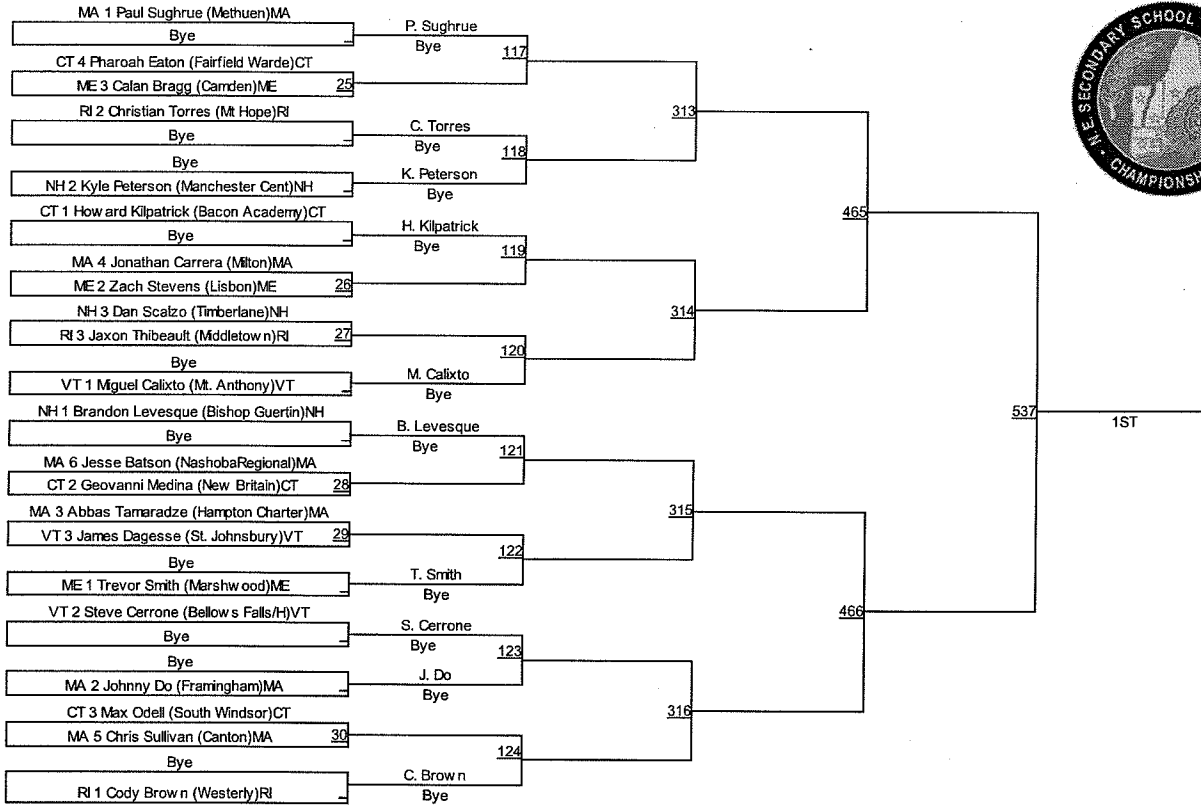 MA 1 Paul Sughrue (Methuen)MA
Bye
CT 4 Pharoah Eaton (Fairfield Warde)CT
ME 3 Calan Bragg (Camden)ME 25
RI 2 Christian Torres (Mt Hope)RI
Bye
Bye
NH 2 Kyle Peterson (Manchester Cent)NH
CT 1 Howard Kilpatrick (Bacon Academy)CT
Bye
MA 4 Jonathan Carrera (Milton)MA
ME 2 Zach Stevens (Lisbon)ME 26
NH 3 Dan Scalzo (Timberlane)NH
RI 3 Jaxon Thibeault (Middletown)RI 27
Bye
VT 1 Miguel Calixto (Mt. Anthony)VT
NH 1 Brandon Levesque (Bishop Guertin)NH
Bye
MA 6 Jesse Batson (NashobaRegional)MA
CT 2 Geovanni Medina (New Britain)CT 28
MA 3 Abbas Tamaradze (Hampton Charter)MA
VT 3 James Dagesse (St. Johnsbury)VT 29
Bye
ME 1 Trevor Smith (Marshwood)ME
VT 2 Steve Cerrone (Bellows Falls/H)VT
Bye
Bye
MA 2 Johnny Do (Framingham)MA
CT 3 Max Odell (South Windsor)CT
MA 5 Chris Sullivan (Canton)MA 30
Bye
RI 1 Cody Brown (Westerly)RI
P. Sughrue
Bye
117
C. Torres
Bye
118
K. Peterson
Bye
H. Kilpatrick
Bye
119
120
M. Calixto
Bye
B. Levesque
Bye
121
122
T. Smith
Bye
S. Cerrone
Bye
123
J. Do
Bye
124
C. Brown
Bye
313
314
315
316
465
466
537
1ST
N.E. SECONDARY SCHOOL
CHAMPIONSH